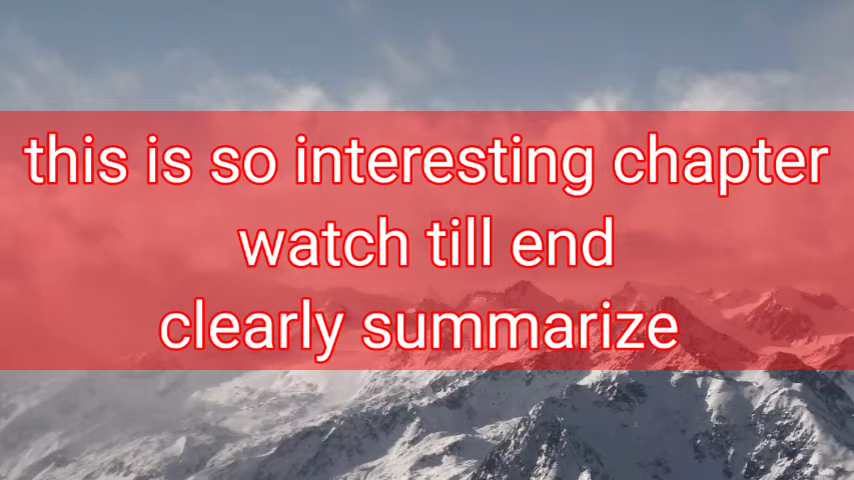 this is so interesting chapter
watch till end
clearly summarize